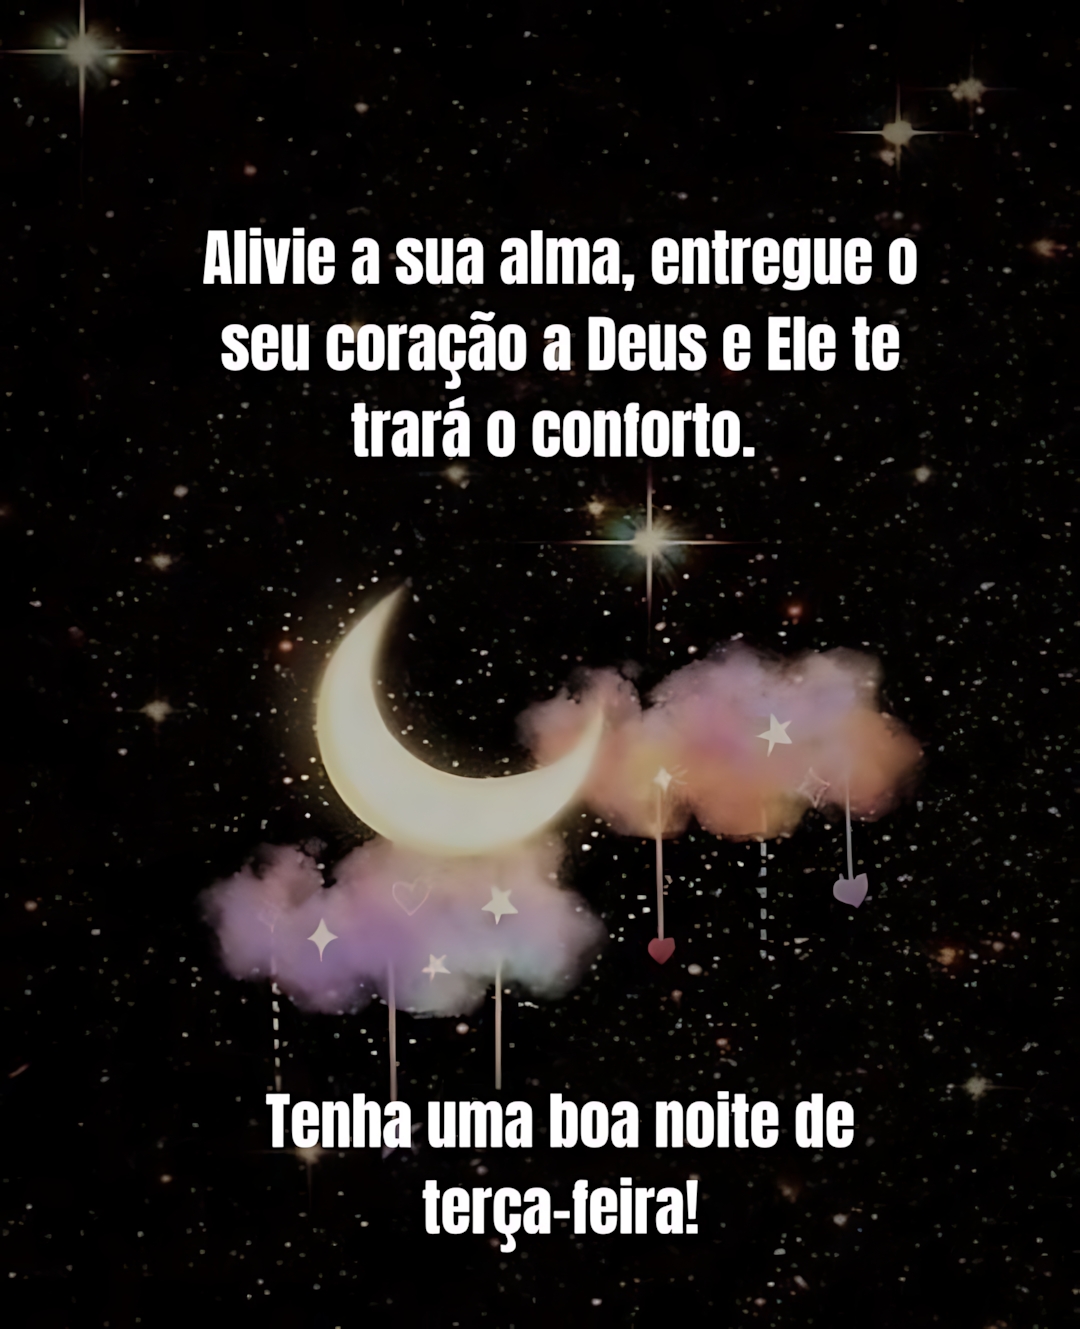 Alivie a sua alma, entregue o
seu coração a Deus e Ele te
trará o conforto.
Tenha uma boa noite de
terça-feira!